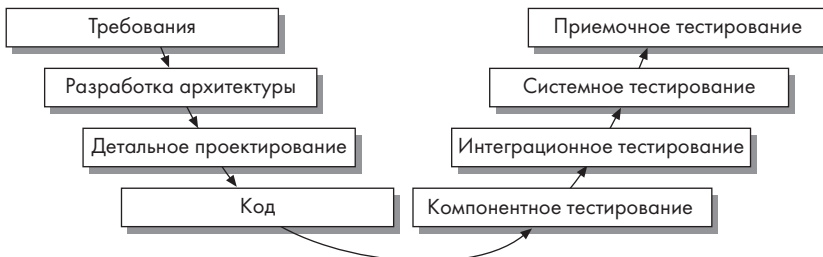 Требования
Разработка архитектуры
Детальное проектирование
Код
Компонентное тестирование
Интеграционное тестирование
Системное тестирование
Приемочное тестирование